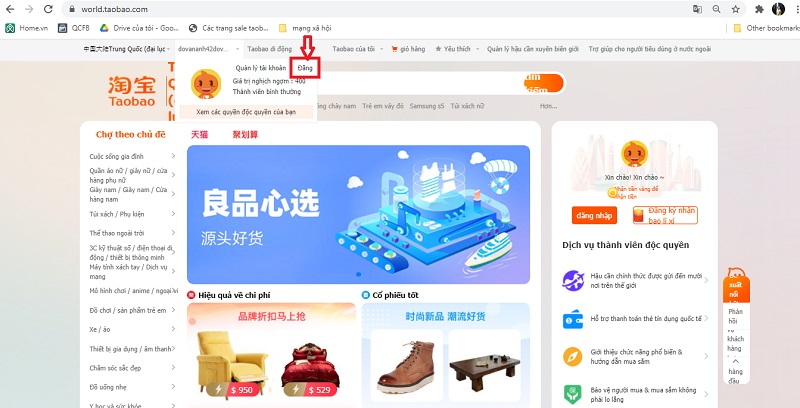 world.taobao.com
Home.vn
QCFB
Drive của tôi - Goo...
Các trang sale taob...
mạng xã hội
Other bookmarks
中国大陆Trung Quốc (đại lục
dovananh42dov...
Taobao di động
Taobao của tôi
giỏ hàng
Yêu thích
Quản lý hậu cần xuyên biên giới
Trợ giúp cho người tiêu dùng ở nước ngoài
Quản lý tài khoản
Đăng
Giá trị nghịch ngợm : 400
Thành viên bình thường
Xem các quyền độc quyền của bạn
淘宝
Taobao
Quố
(đ
lu
tìm
kiếm
ông chảy nam
Trẻ em váy đỏ
Samsung s5
Túi xách nữ
Hơn...
Chợ theo chủ đề
天猫
聚划算
Cuộc sống gia đình
Quần áo nữ / giày nữ / cửa
hàng phụ nữ
Giày nam / Giày nam / Cửa
hàng nam
Túi xách / Phụ kiện
Thể thao ngoài trời
3C kỹ thuật số / điện thoại di
động / thiết bị thông minh
Máy tính xách tay / Dịch vụ
mạng
Mô hình chơi / anime / ngoại vi
Đồ chơi / sản phẩm trẻ em
Xe / áo
Thiết bị gia dụng / âm thanh
Chăm sóc sắc đẹp
Đồ uống nhẹ
Y học và sức khỏe
良品心选
源头好货
Hiệu quả về chi phí
Cổ phiếu tốt
品牌折扣马上抢
时尚新品 潮流好货
$ 950
$ 529
Xin chào! Xin chào ~
Nhận tiền vàng để
nhận tiền
đăng nhập
Đăng ký nhận
bao lì xì
Dịch vụ thành viên độc quyền
Hậu cần chính thức được gửi đến mười
nơi trên thế giới
Hỗ trợ thanh toán thẻ tín dụng quốc tế
Giới thiệu chức năng phổ biến &
hướng dẫn mua sắm
Bảo vệ người mua & mua sắm không
phải lo lắng
xuất
nổi
Phản
hồi
khách
hàng
hàng
đầu